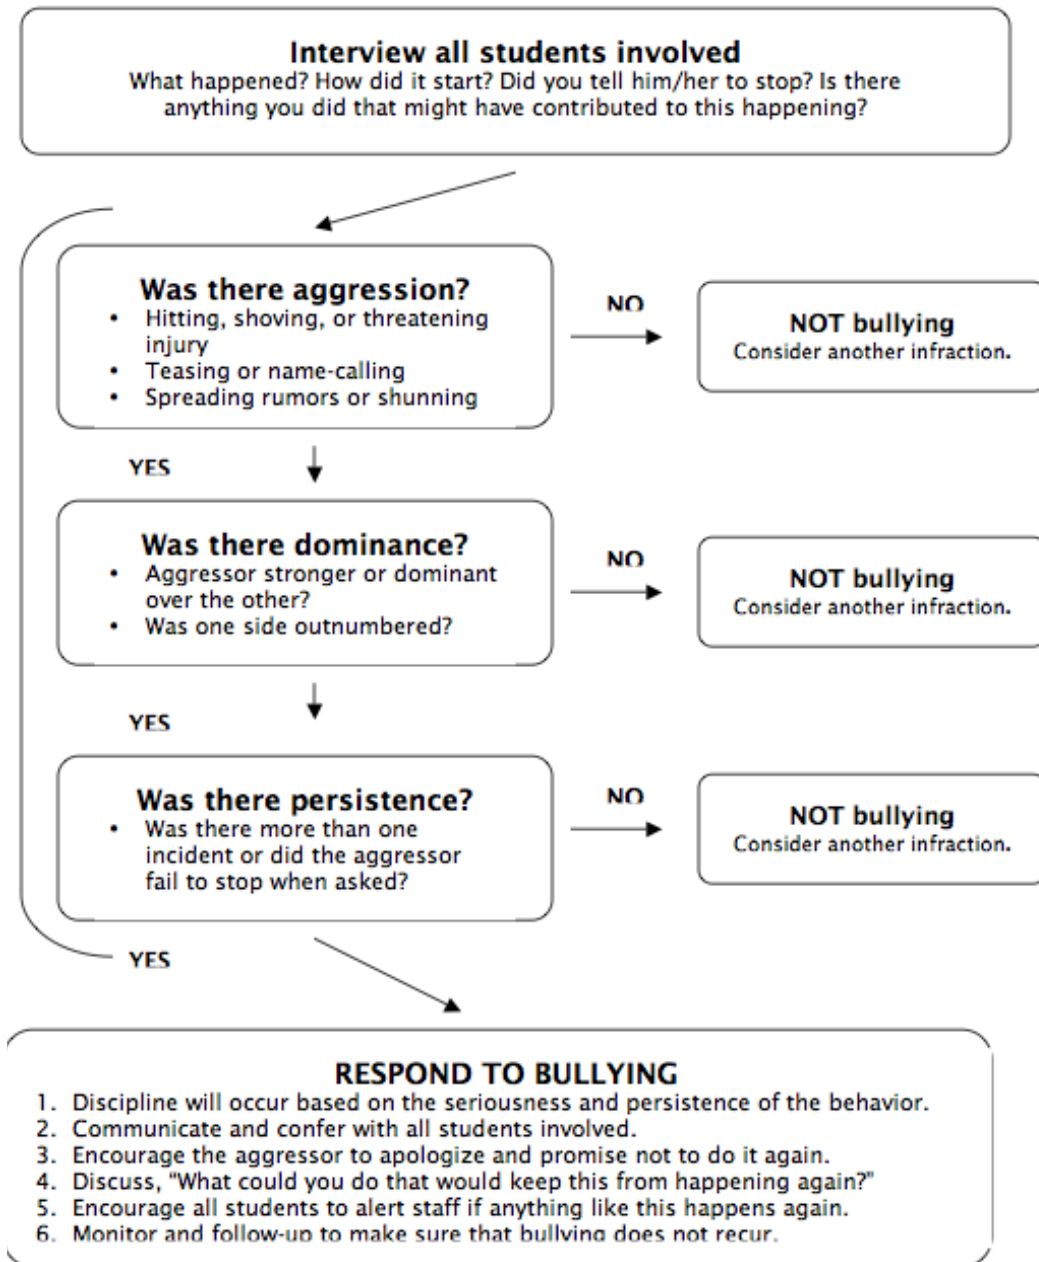 Interview all students involved
What happened? How did it start? Did you tell him/her to stop? Is there
anything you did that might have contributed to this happening?
Was there aggression?
• Hitting, shoving, or threatening
injury
• Teasing or name-calling
• Spreading rumors or shunning
NO
NOT bullying
Consider another infraction.
YES
Was there dominance?
• Aggressor stronger or dominant
over the other?
• Was one side outnumbered?
NO
NOT bullying
Consider another infraction.
YES
Was there persistence?
• Was there more than one
incident or did the aggressor
fail to stop when asked?
NO
NOT bullying
Consider another infraction.
YES
RESPOND TO BULLYING
1. Discipline will occur based on the seriousness and persistence of the behavior.
2. Communicate and confer with all students involved.
3. Encourage the aggressor to apologize and promise not to do it again.
4. Discuss, “What could you do that would keep this from happening again?”
5. Encourage all students to alert staff if anything like this happens again.
6. Monitor and follow-up to make sure that bullying does not recur.